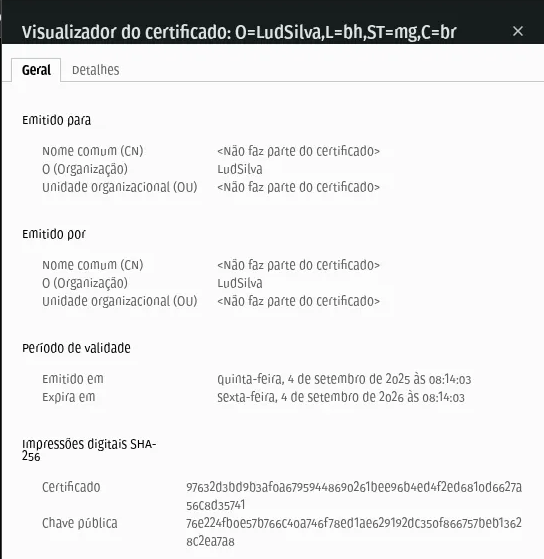 Visualizador do certificado: O=LudSilva,L=bh,ST=mg,C=br
Geral Detalhes
Emitido para
Nome comum (CN) <Não faz parte do certificado>
O (Organização) LudSilva
Unidade organizacional (OU) <Não faz parte do certificado>
Emitido por
Nome comum (CN) <Não faz parte do certificado>
O (Organização) LudSilva
Unidade organizacional (OU) <Não faz parte do certificado>
Período de validade
Emitido em quinta-feira, 4 de setembro de 2025 às 08:14:03
Expira em sexta-feira, 4 de setembro de 2026 às 08:14:03
Impressões digitais SHA-
256
Certificado 97632d3bd9b3af0a67959448690261bee96b4ed4f2ed6810d6627a
56c8d35741
Chave pública 76e224fb0e57b766c40a746f78ed1ae629192dc350f866757beb1362
8c2ea7a8